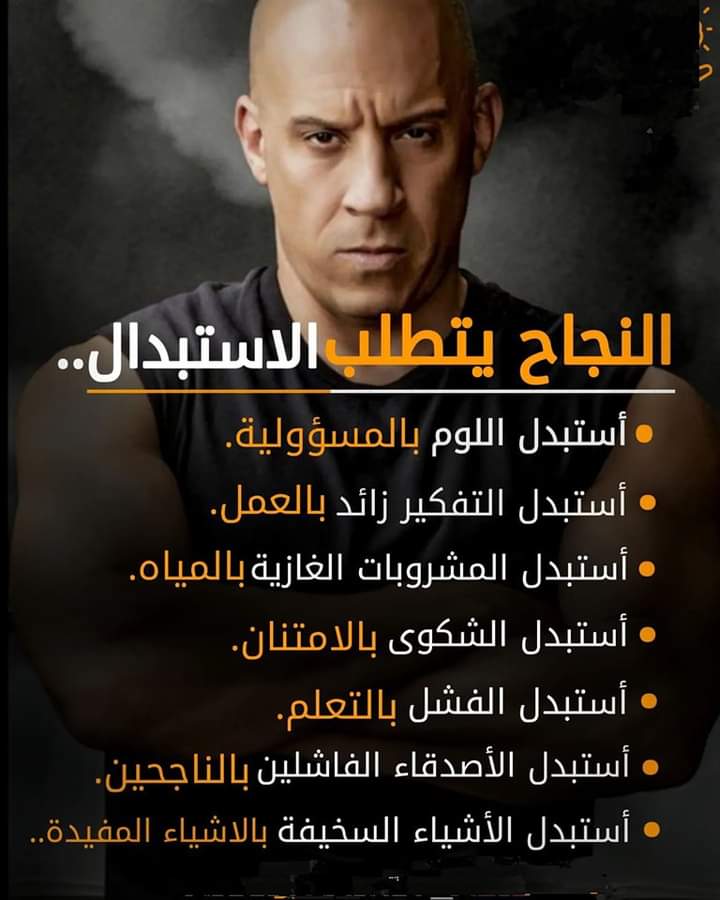 النجاح يتطلب الاستبدال..
أستبدل اللوم بالمسؤولية.
أستبدل التفكير زائد بالعمل.
أستبدل المشروبات الغازية بالمياه.
أستبدل الشكوى بالامتنان.
أستبدل الفشل بالتعلم.
أستبدل الأصدقاء الفاشلين بالناجحين.
أستبدل الأشياء السخيفة بالاشياء المفيدة..